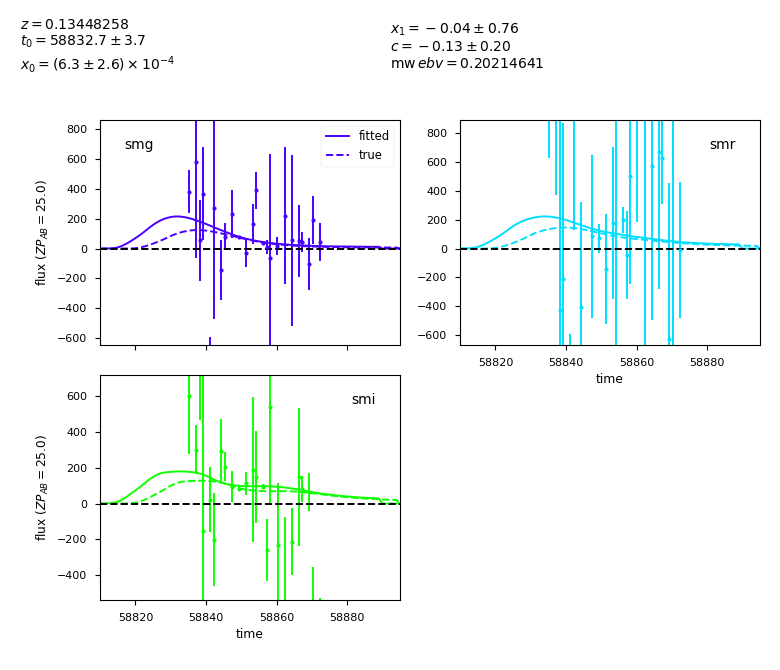 z = 0.13448258
t₀ = 58832.7 ± 3.7
x₀ = (6.3 ± 2.6) × 10⁻⁴
x₁ = −0.04 ± 0.76
c = −0.13 ± 0.20
mw ebv = 0.20214641
smg
fitted
true
flux (ZP_AB = 25.0)
800
600
400
200
0
−200
−400
−600
smr
800
600
400
200
0
−200
−400
−600
58820 58840 58860 58880
time
smi
flux (ZP_AB = 25.0)
600
400
200
0
−200
−400
58820 58840 58860 58880
time